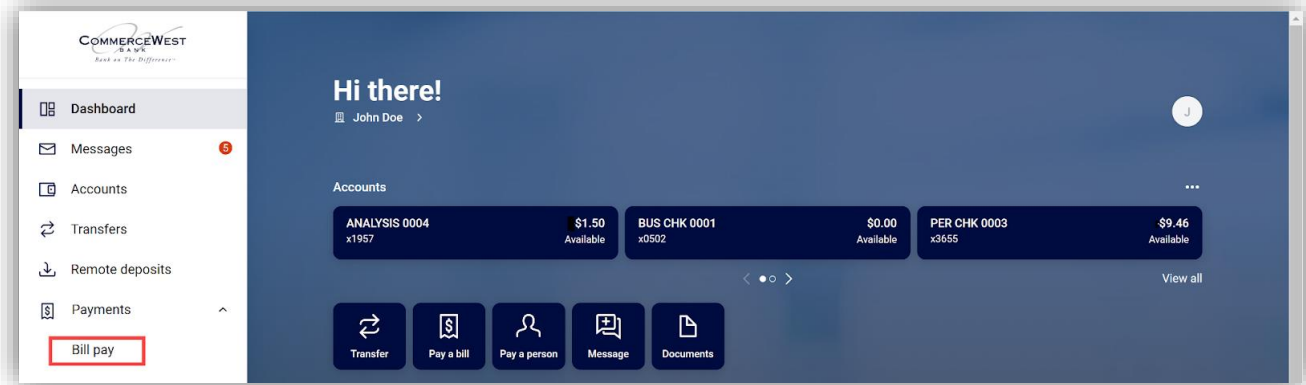 COMMERCEWEST
BANK
Bank on The Difference
Dashboard
Messages
5
Accounts
Transfers
Remote deposits
Payments
Bill pay
Hi there!
John Doe
J
Accounts
ANALYSIS 0004
$1.50
x1957
Available
BUS CHK 0001
$0.00
x0502
Available
PER CHK 0003
$9.46
x3655
Available
View all
Transfer
Pay a bill
Pay a person
Message
Documents